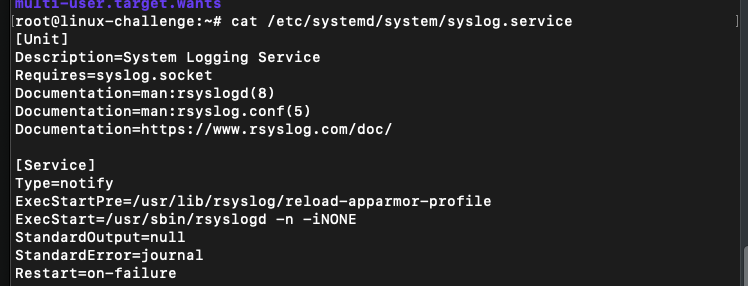 multi-user.target.wants
[root@linux-challenge:~# cat /etc/systemd/system/syslog.service ]
[Unit]
Description=System Logging Service
Requires=syslog.socket
Documentation=man:rsyslogd(8)
Documentation=man:rsyslog.conf(5)
Documentation=https://www.rsyslog.com/doc/

[Service]
Type=notify
ExecStartPre=/usr/lib/rsyslog/reload-apparmor-profile
ExecStart=/usr/sbin/rsyslogd -n -iNONE
StandardOutput=null
StandardError=journal
Restart=on-failure